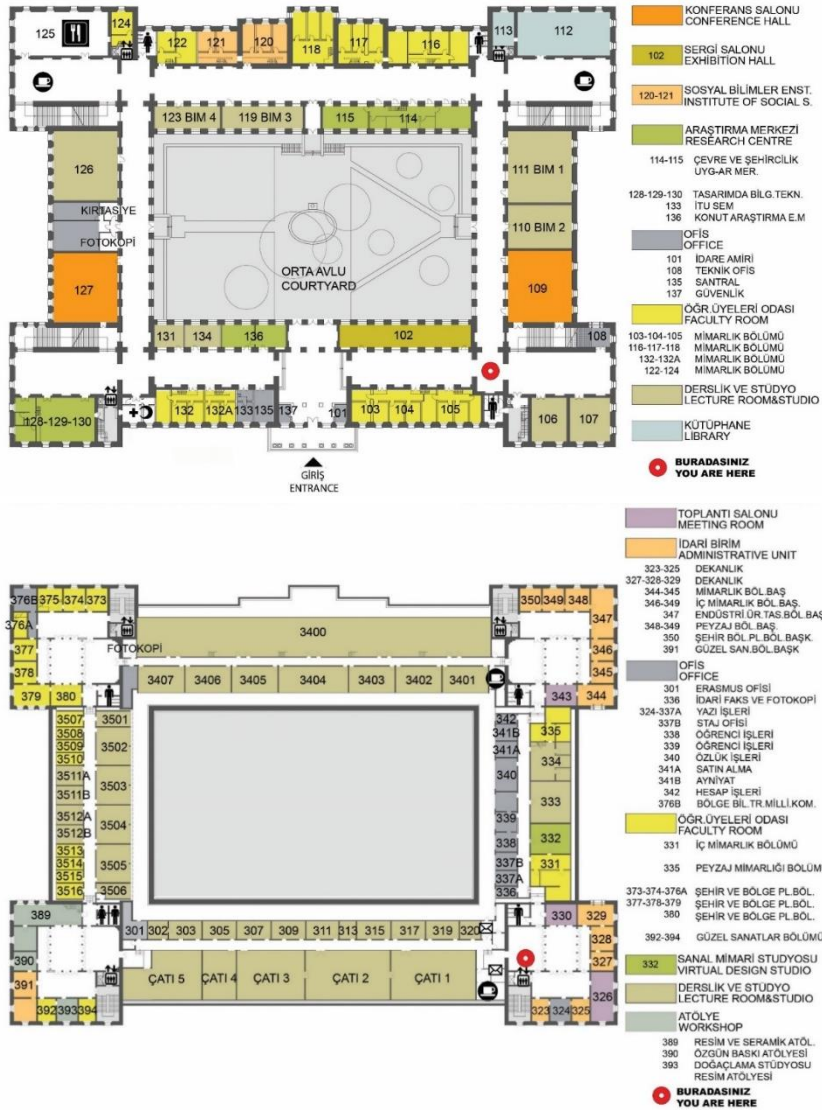 125
124
122
121
120
118
117
116
113
112
123 BIM 4
119 BIM 3
115
114
126
111 BIM 1
KIRTASİYE
FOTOKOPİ
110 BIM 2
ORTA AVLU
COURTYARD
127
109
131
134
136
102
108
128-129-130
132
132A
133
135
137
101
103
104
105
106
107
GİRİŞ
ENTRANCE
KONFERANS SALONU
CONFERENCE HALL
102
SERGİ SALONU
EXHIBITION HALL
120-121
SOSYAL BİLİMLER ENST.
INSTITUTE OF SOCIAL S.
ARAŞTIRMA MERKEZİ
RESEARCH CENTRE
114-115 ÇEVRE VE ŞEHİRCİLİK
UYG-AR MER.
128-129-130 TASARIMDA BİLG.TEKN.
133 İTU SEM
136 KONUT ARAŞTIRMA E.M
OFİS
OFFICE
101 İDARE AMİRİ
108 TEKNİK OFİS
135 SANTRAL
137 GÜVENLİK
ÖĞR.ÜYELERİ ODASI
FACULTY ROOM
103-104-105 MİMARLIK BÖLÜMÜ
116-117-118 MİMARLIK BÖLÜMÜ
132-132A MİMARLIK BÖLÜMÜ
122-124 MİMARLIK BÖLÜMÜ
DERSLİK VE STÜDYO
LECTURE ROOM&STUDIO
KÜTÜPHANE
LIBRARY
BURADASINIZ
YOU ARE HERE
376B
375
374
373
376A
377
378
379
380
FOTOKOPİ
3400
3407
3406
3405
3404
3403
3402
3401
350
349
348
347
346
345
344
343
3507
3508
3509
3510
3511A
3511B
3512A
3512B
3513
3514
3515
3516
3501
3502
3503
3504
3505
3506
342
341B
341A
340
339
338
337B
337A
336
335
334
333
332
331
389
390
391
392
393
394
301
302
303
305
307
309
311
313
315
317
319
320
ÇATI 5
ÇATI 4
ÇATI 3
ÇATI 2
ÇATI 1
330
329
328
327
326
323
324
325
TOPLANTI SALONU
MEETING ROOM
İDARİ BİRİM
ADMINISTRATIVE UNIT
323-325 DEKANLIK
327-328-329 DEKANLIK
344-345 MİMARLIK BÖL.BAŞ
346-349 İÇ MİMARLIK BÖL.BAŞ.
347 ENDÜSTRİ ÜR.TAS.BÖL.BAŞ
348-349 PEYZAJ BÖL.BAŞ.
350 ŞEHİR BÖL.PL.BÖL.BAŞK.
391 GÜZEL SAN.BÖL.BAŞK
OFİS
OFFICE
301 ERASMUS OFİSİ
336 İDARİ FAKS VE FOTOKOPİ
324-337A YAZI İŞLERİ
337B STAJ OFİSİ
338 ÖĞRENCİ İŞLERİ
339 ÖĞRENCİ İŞLERİ
340 ÖZLÜK İŞLERİ
341A SATIN ALMA
341B AYNİYAT
342 HESAP İŞLERİ
376B BÖLGE BİL.TR.MİLLİ.KOM.
ÖĞR.ÜYELERİ ODASI
FACULTY ROOM
331 İÇ MİMARLIK BÖLÜMÜ
335 PEYZAJ MİMARLIĞI BÖLÜM
373-374-376A ŞEHİR VE BÖLGE PL.BÖL.
377-378-379 ŞEHİR VE BÖLGE PL.BÖL.
380 ŞEHİR VE BÖLGE PL.BÖL.
392-394 GÜZEL SANATLAR BÖLÜMÜ
332
SANAL MİMARİ STUDYOSU
VIRTUAL DESIGN STUDIO
DERSLİK VE STÜDYO
LECTURE ROOM&STUDIO
ATÖLYE
WORKSHOP
389 RESİM VE SERAMİK ATÖL.
390 ÖZGÜN BASKI ATÖLYESİ
393 DOĞAÇLAMA STÜDYOSU
RESİM ATÖLYESİ
BURADASINIZ
YOU ARE HERE